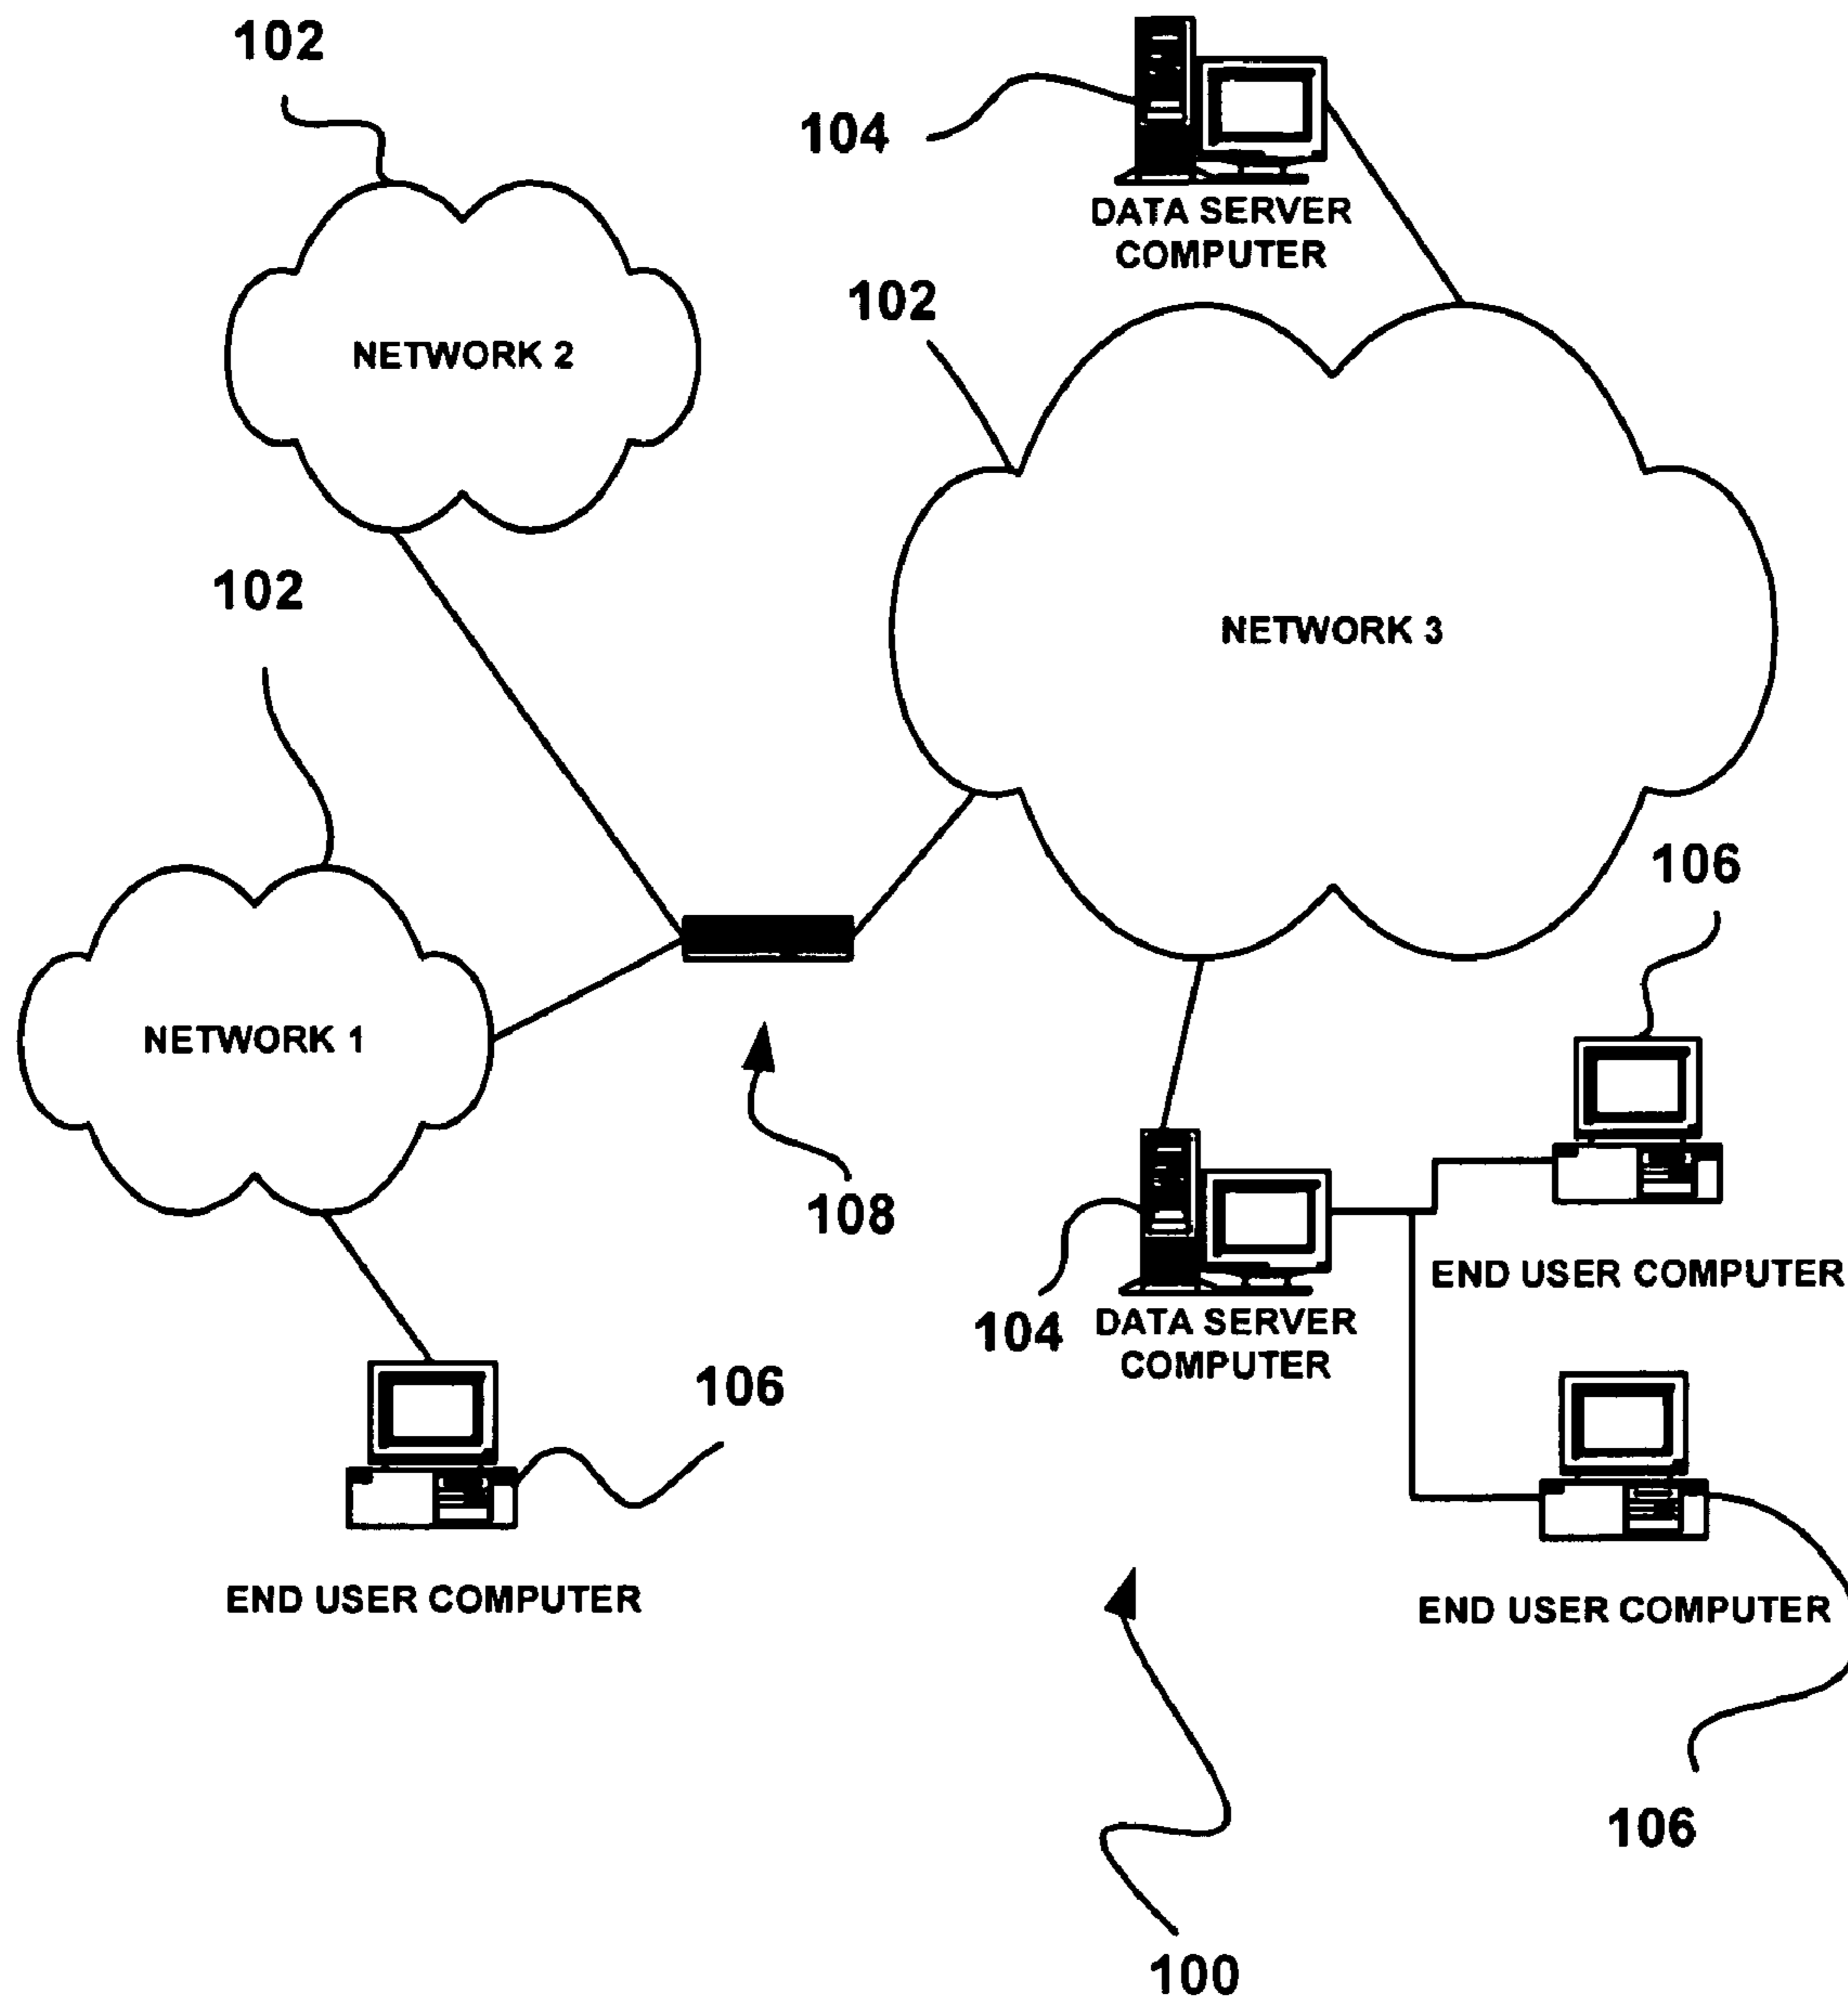 102
104
DATA SERVER
COMPUTER
102
NETWORK 2
102
NETWORK 3
106
NETWORK 1
108
END USER COMPUTER
104
DATA SERVER
COMPUTER
106
END USER COMPUTER
END USER COMPUTER
106
100